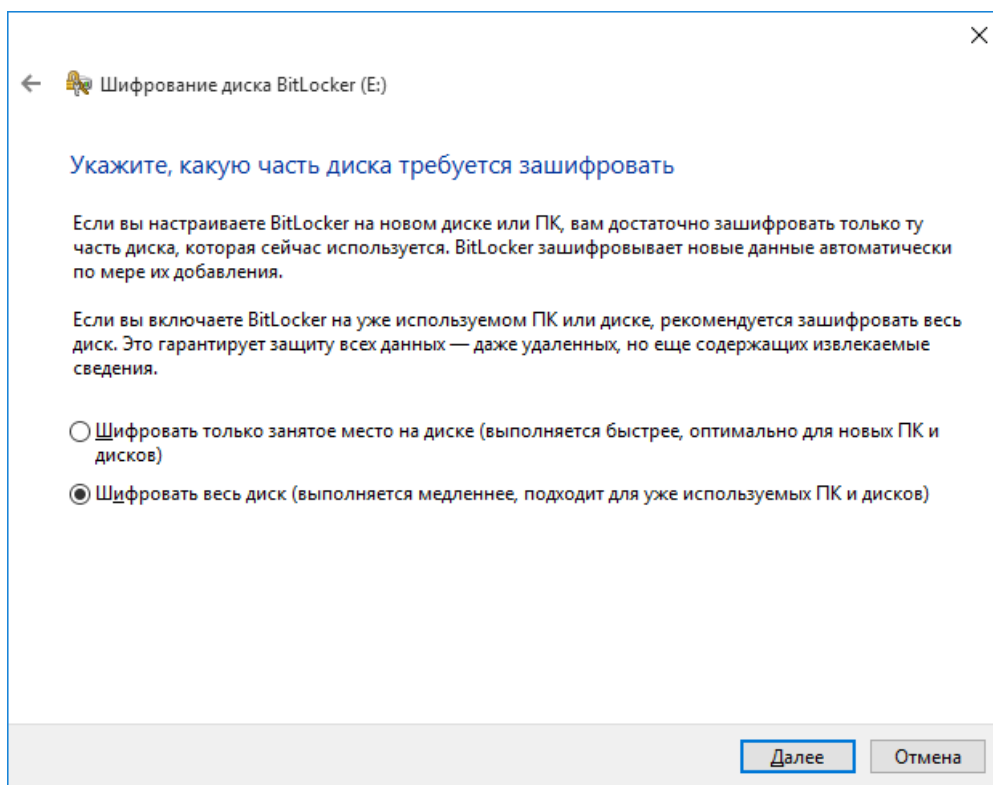 Шифрование диска BitLocker (E:)
Укажите, какую часть диска требуется зашифровать
Если вы настраиваете BitLocker на новом диске или ПК, вам достаточно зашифровать только ту
часть диска, которая сейчас используется. BitLocker зашифровывает новые данные автоматически
по мере их добавления.
Если вы включаете BitLocker на уже используемом ПК или диске, рекомендуется зашифровать весь
диск. Это гарантирует защиту всех данных — даже удаленных, но еще содержащих извлекаемые
сведения.
Шифровать только занятое место на диске (выполняется быстрее, оптимально для новых ПК и
дисков)
Шифровать весь диск (выполняется медленнее, подходит для уже используемых ПК и дисков)
Далее
Отмена